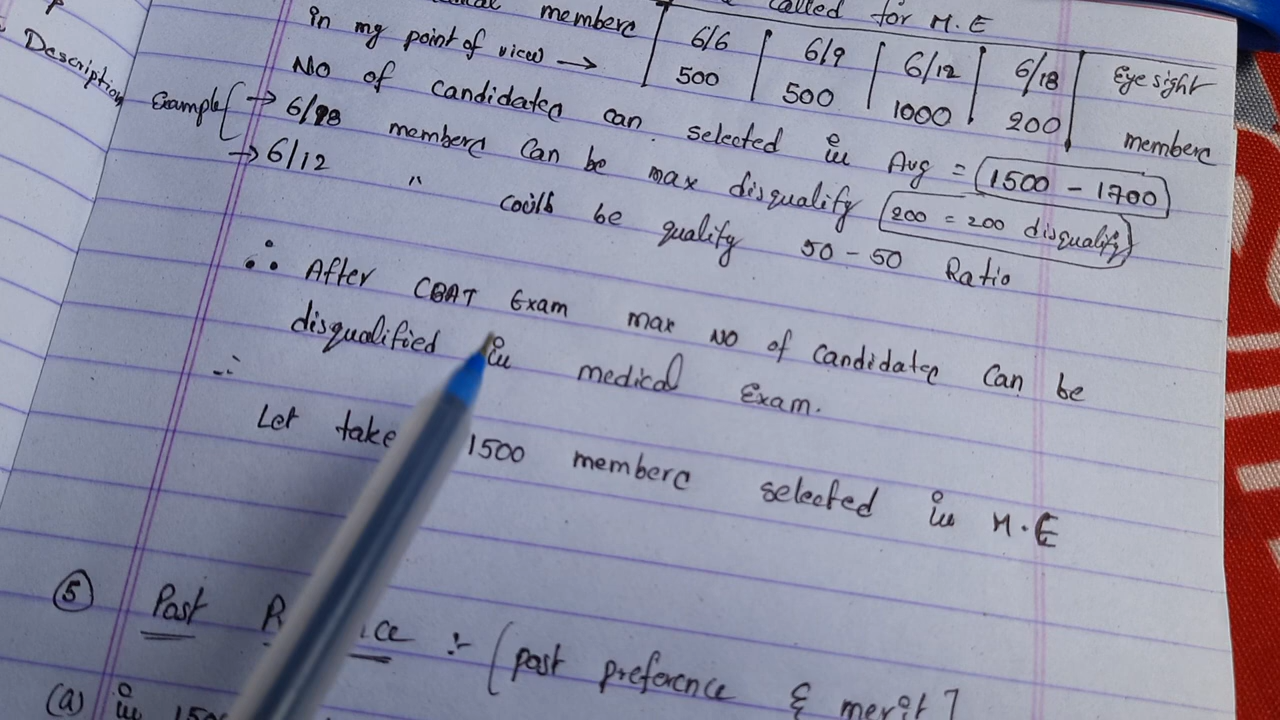 members called for M.E
in my point of view → 6/6 6/9 6/12 6/18 Eye sight
500 500 1000 200 members
No of candidates can selected in Avg = 1500 - 1700
Description
Example → 6/18 members can be max disqualify 200 = 200 disqualify
→ 6/12 " could be qualify 50 - 50 Ratio
∴ After CBAT Exam max no of candidates can be
disqualified in medical Exam.
∴
Let take 1500 members selected in M.E
5 Past :- (past preference & merit]
(a) in